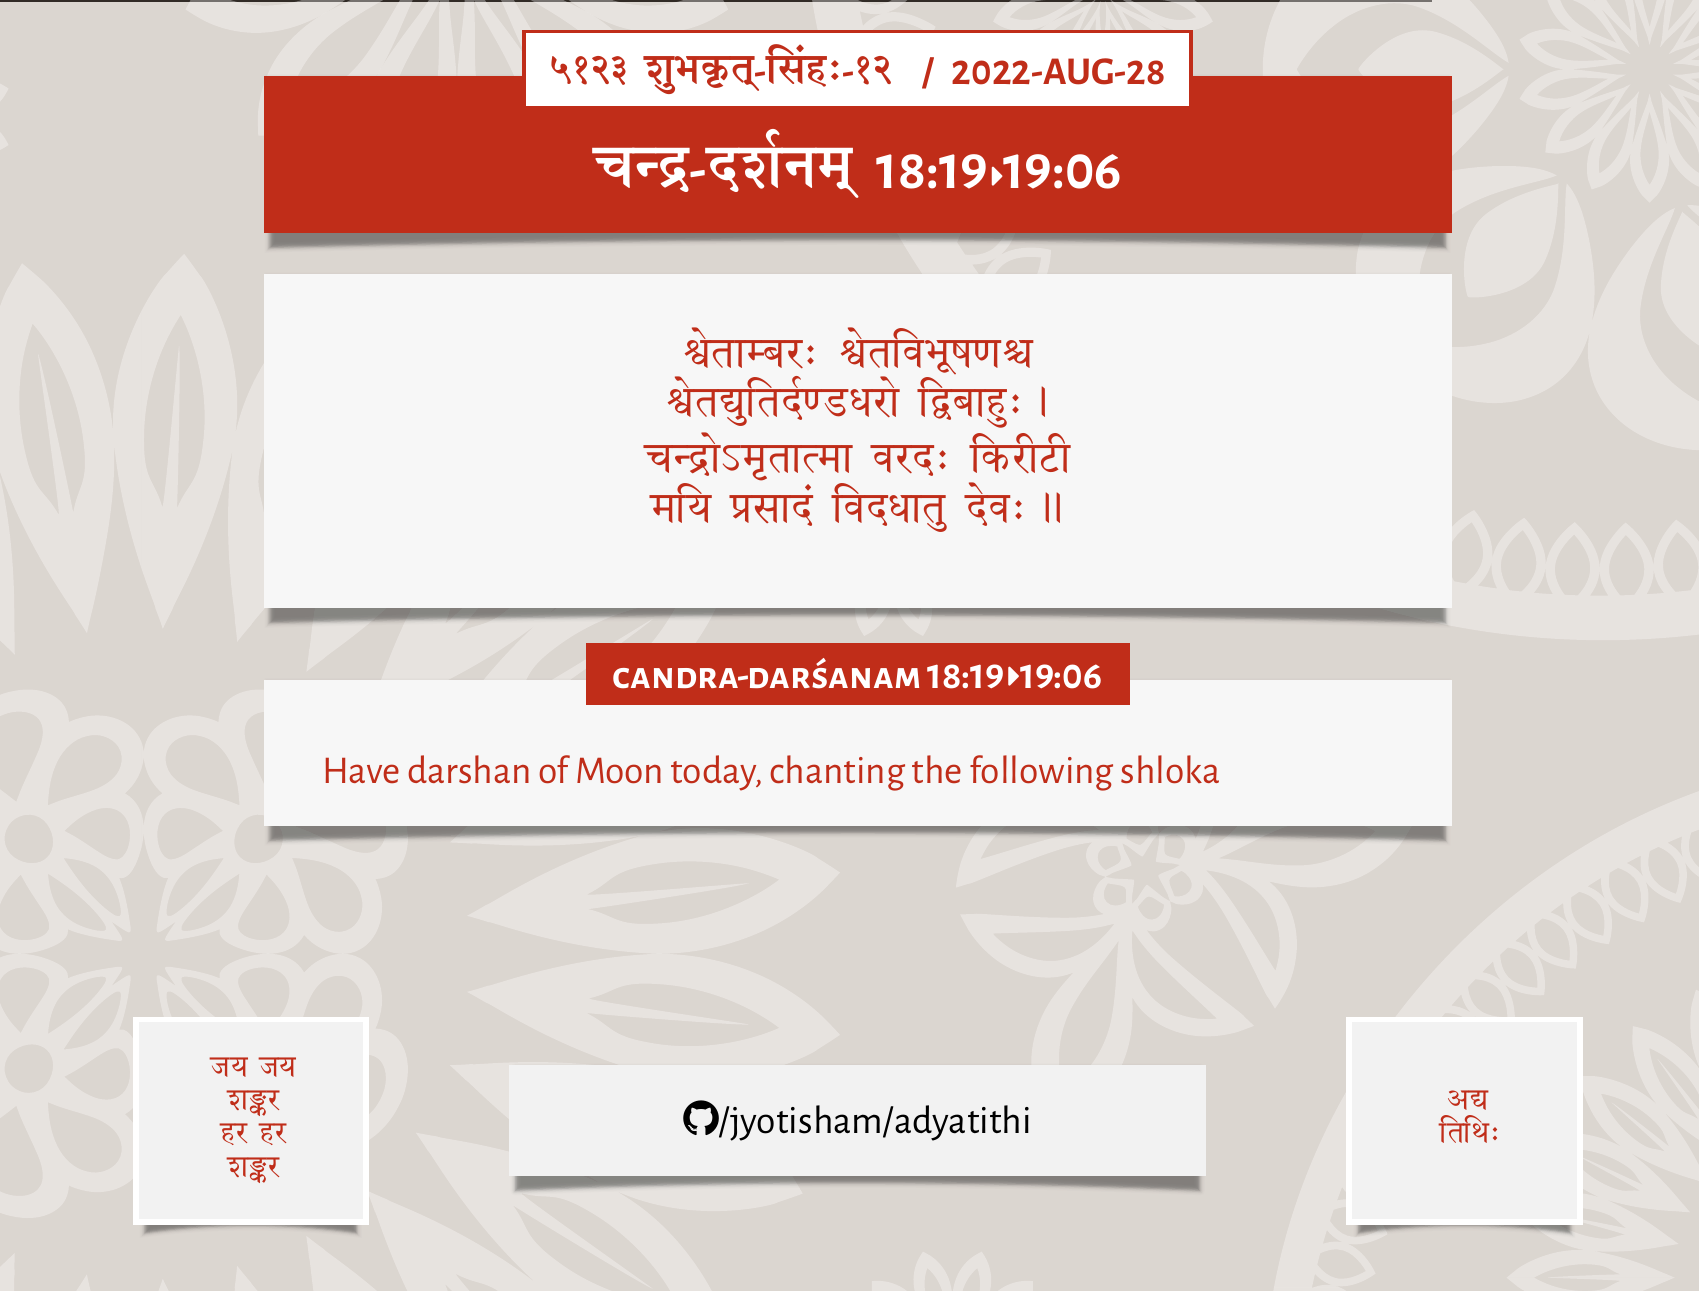 ५१२३ शुभकृत्-सिंहः-१२ / 2022-AUG-28
चन्द्र-दर्शनम् 18:19▸19:06
श्वेताम्बरः श्वेतविभूषणश्च
श्वेतद्युतिर्दण्डधरो द्विबाहुः ।
चन्द्रोऽमृतात्मा वरदः किरीटी
मयि प्रसादं विदधातु देवः ॥
CANDRA-DARŚANAM 18:19▸19:06
Have darshan of Moon today, chanting the following shloka
जय जय
शङ्कर
हर हर
शङ्कर
/jyotisham/adyatithi
अद्य
तिथिः